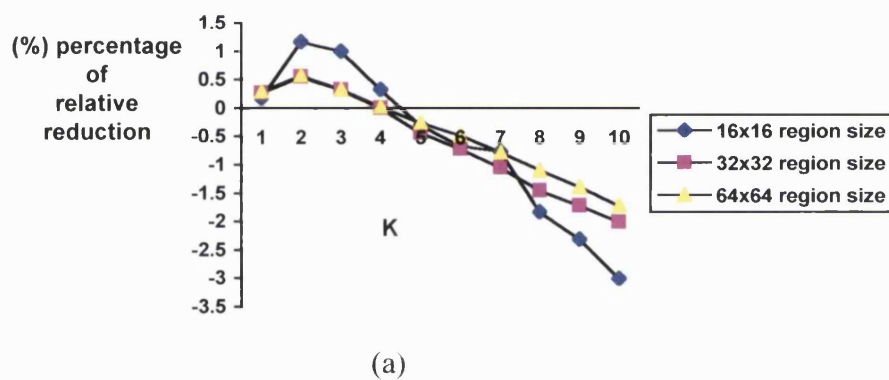 (%) percentage
of
relative
reduction
1.5
1
0.5
0
-0.5
-1
-1.5
-2
-2.5
-3
-3.5
1 2 3 4 5 6 7 8 9 10
K
16x16 region size
32x32 region size
64x64 region size
(a)